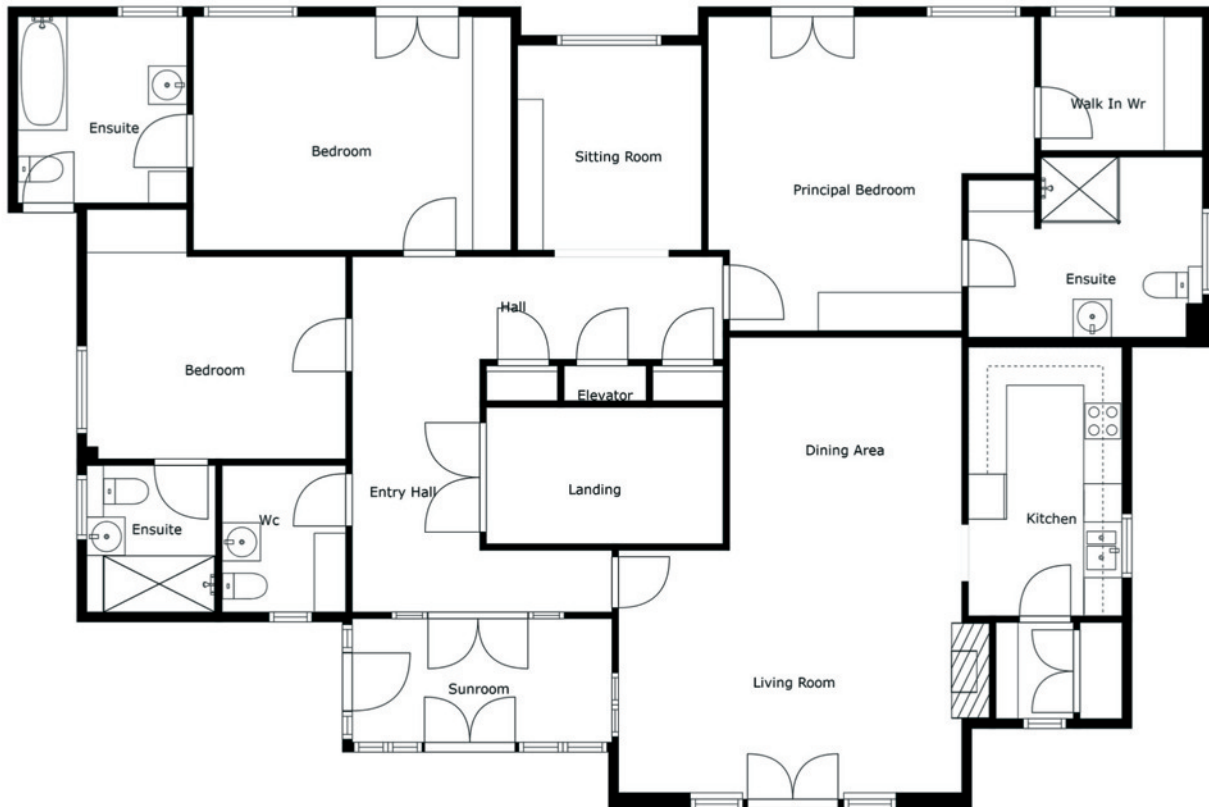 Walk In Wr
Ensuite
Bedroom
Sitting Room
Principal Bedroom
Ensuite
Hall
Bedroom
Elevator
Dining Area
Landing
Entry Hall
Wc
Ensuite
Kitchen
Living Room
Sunroom